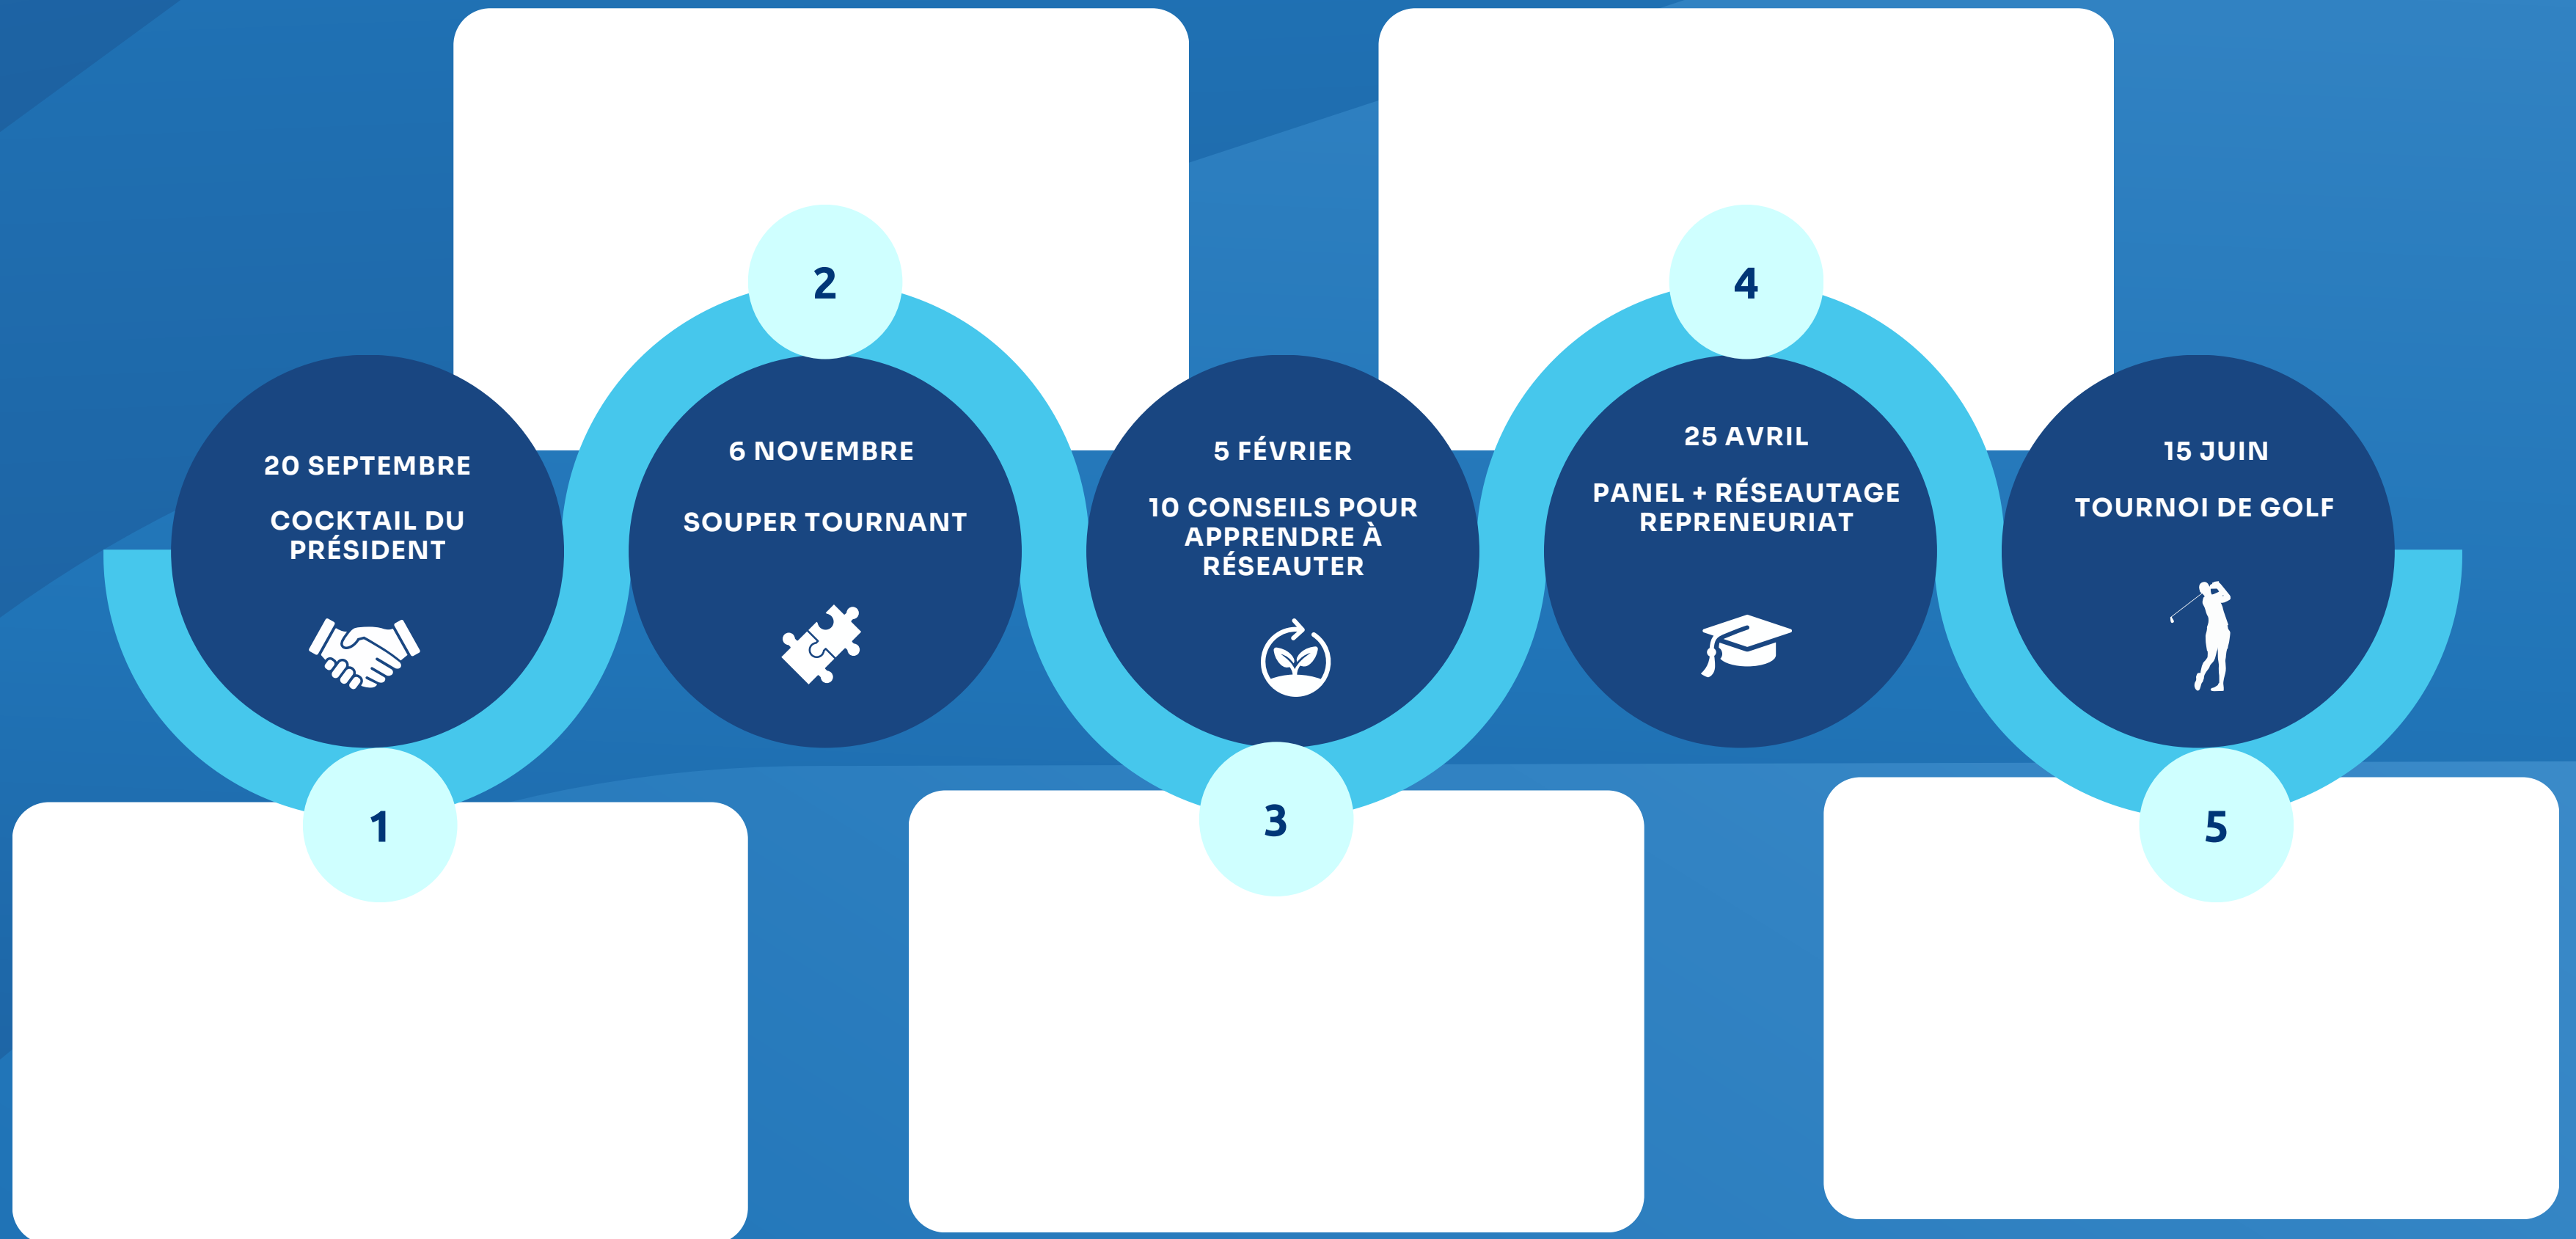 20 SEPTEMBRE
COCKTAIL DU
PRÉSIDENT
1
2
6 NOVEMBRE
SOUPER TOURNANT
5 FÉVRIER
10 CONSEILS POUR
APPRENDRE À
RÉSEAUTER
3
4
25 AVRIL
PANEL + RÉSEAUTAGE
REPRENEURIAT
15 JUIN
TOURNOI DE GOLF
5